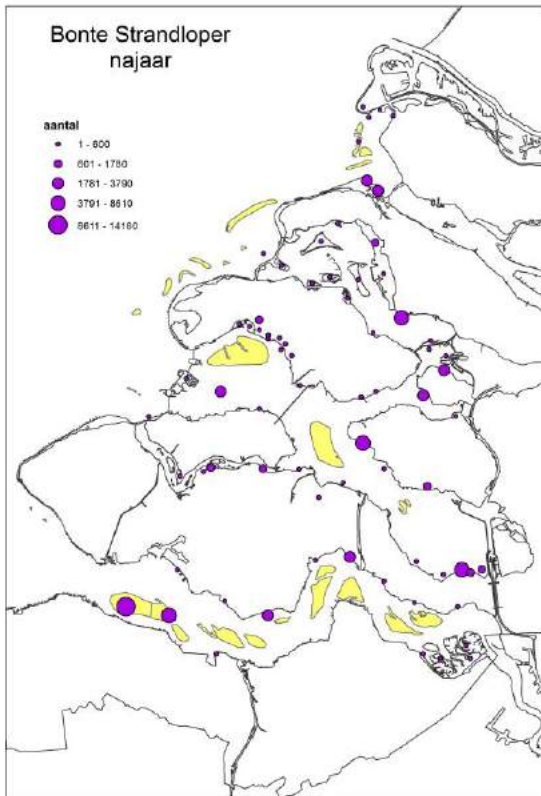 Bonte Strandloper
najaar
aantal
1 - 600
601 - 1780
1781 - 3790
3791 - 8610
8611 - 14160